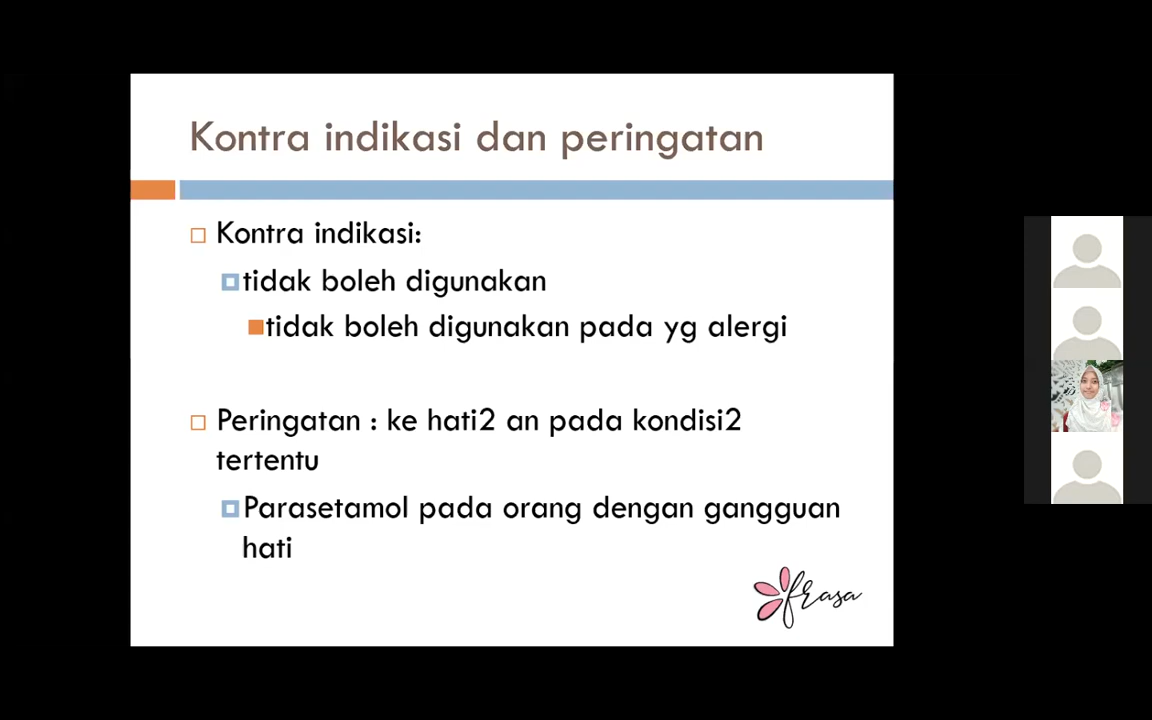 Kontra indikasi dan peringatan
Kontra indikasi:
tidak boleh digunakan
tidak boleh digunakan pada yg alergi
Peringatan : ke hati2 an pada kondisi2
tertentu
Parasetamol pada orang dengan gangguan
hati
frasa